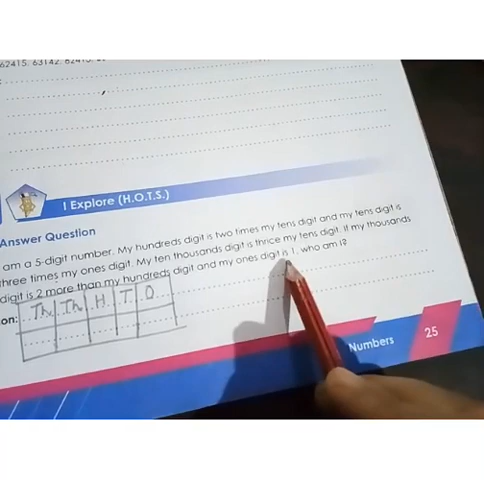 62415, 63142, 62415,
I Explore (H.O.T.S.)
Answer Question
am a 5-digit number. My hundreds digit is two times my tens digit and my tens digit is
three times my ones digit. My ten thousands digit is thrice my tens digit. If my thousands
digit is 2 more than my hundreds digit and my ones digit is 1, who am I?
on:
Th Th H T O
Numbers 25